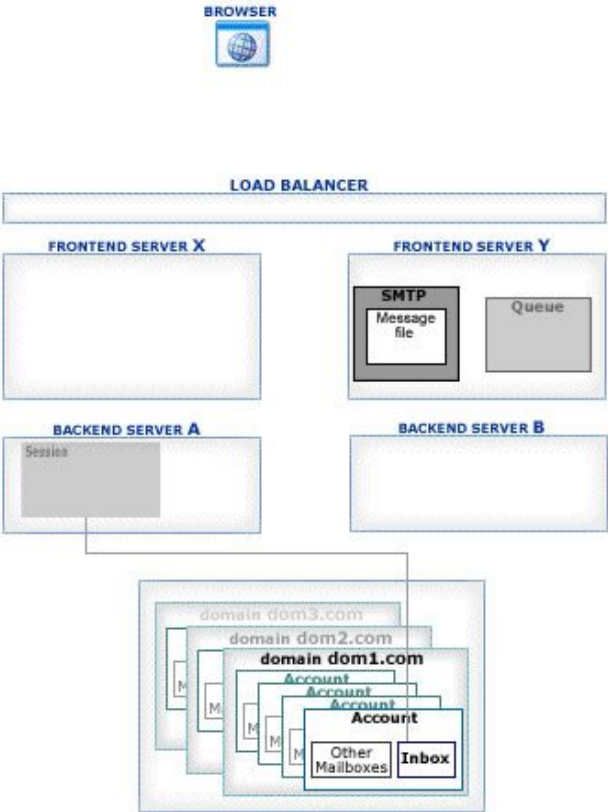 BROWSER
LOAD BALANCER
FRONTEND SERVER X
FRONTEND SERVER Y
SMTP
Message
file
Queue
BACKEND SERVER A
BACKEND SERVER B
Session
domain dom3.com
domain dom2.com
domain dom1.com
Account
Account
Account
Account
M
M
M
M
M
Other
Mailboxes
Inbox